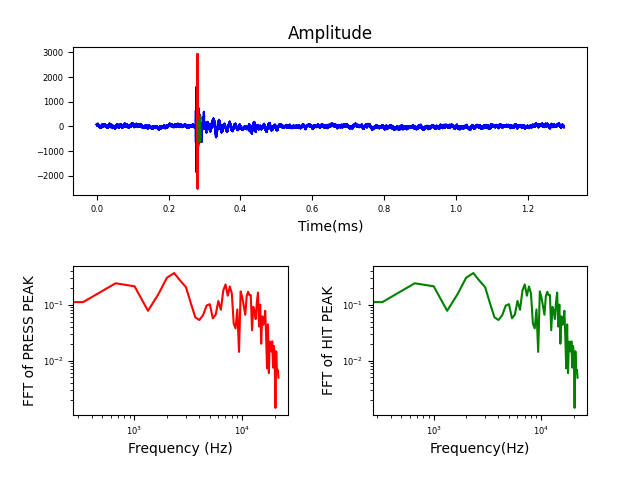 Amplitude
3000
2000
1000
0
−1000
−2000
0.0 0.2 0.4 0.6 0.8 1.0 1.2
Time(ms)
FFT of PRESS PEAK
10⁻¹
10⁻²
10³ 10⁴
Frequency (Hz)
FFT of HIT PEAK
10⁻¹
10⁻²
10³ 10⁴
Frequency(Hz)